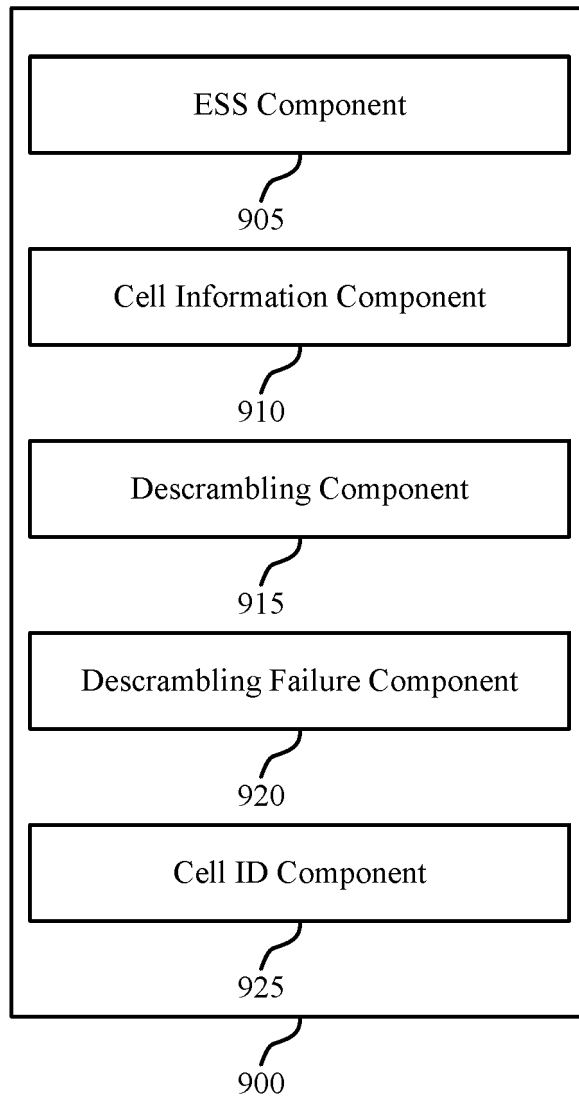 ESS Component
905
Cell Information Component
910
Descrambling Component
915
Descrambling Failure Component
920
Cell ID Component
925
900